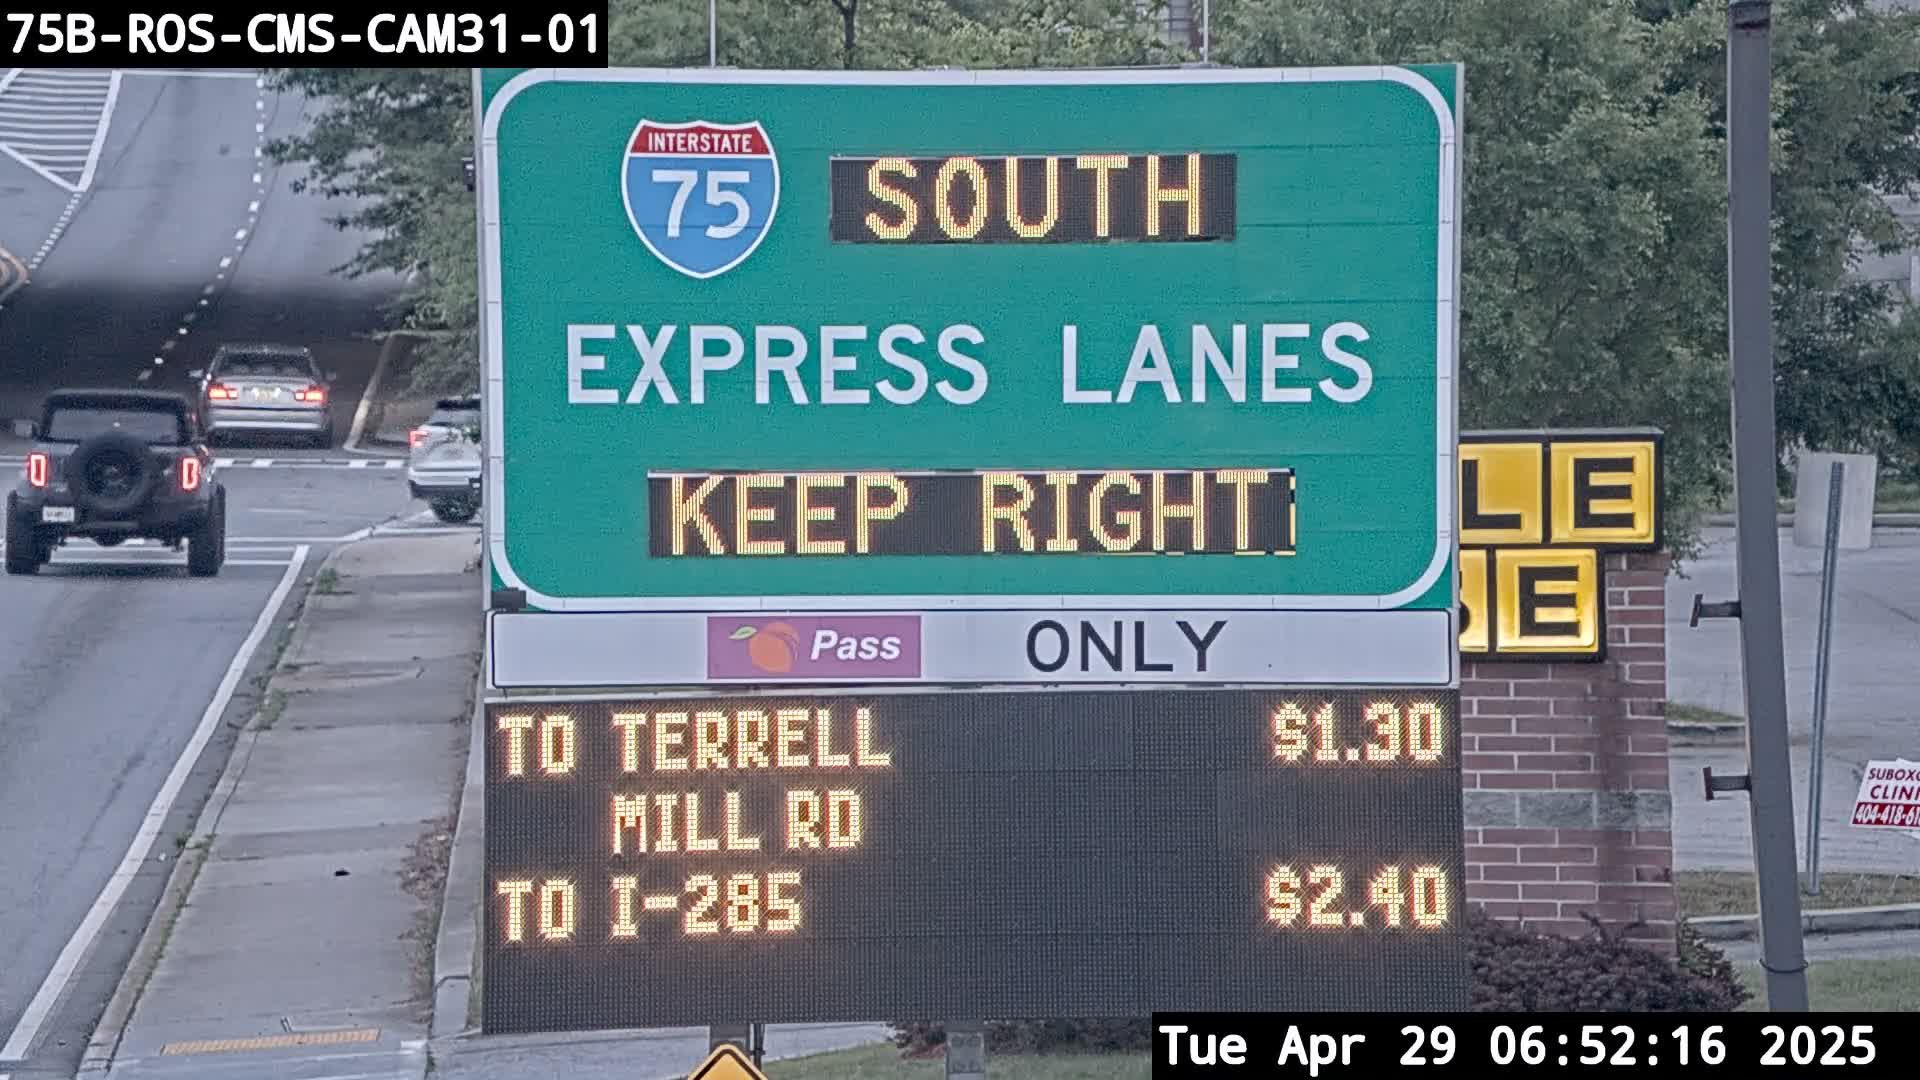 75B-ROS-CMS-CAM31-01
INTERSTATE
75
SOUTH
EXPRESS LANES
KEEP RIGHT
Pass ONLY
TO TERRELL $1.30
MILL RD
TO I-285 $2.40
LE
E
Tue Apr 29 06:52:16 2025